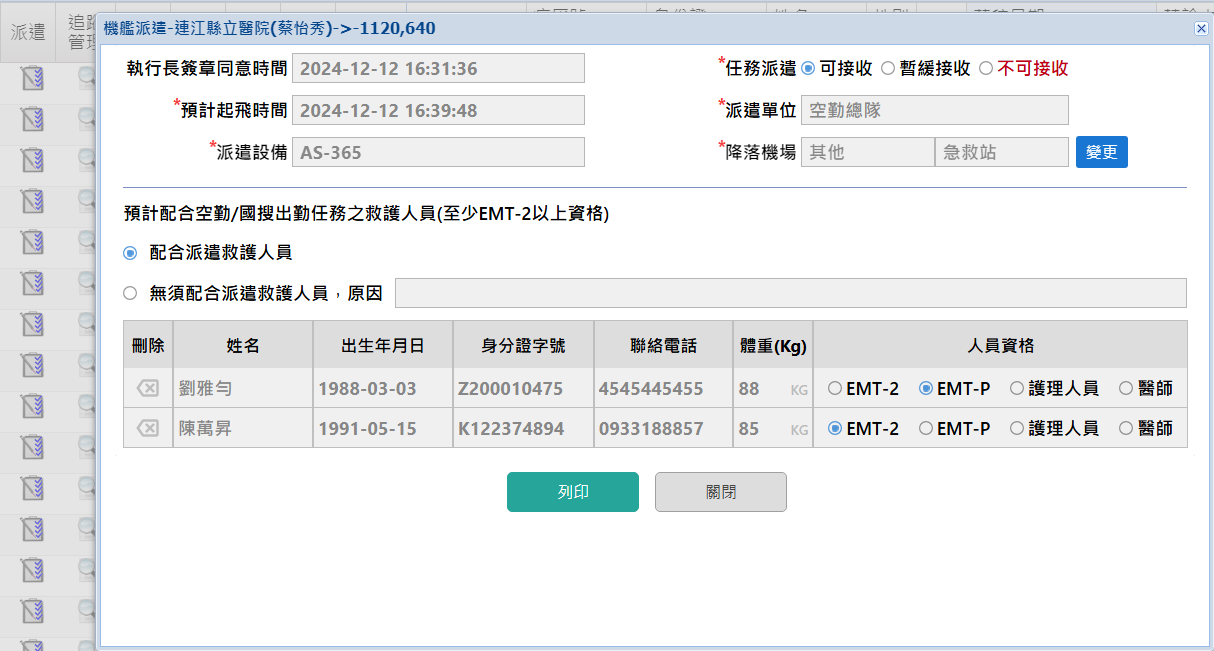 派遣
追蹤
管理
機艦派遣-連江縣立醫院(蔡怡秀)->-1120,640
執行長簽章同意時間 2024-12-12 16:31:36
*任務派遣 可接收 暫緩接收 不可接收
*預計起飛時間 2024-12-12 16:39:48
*派遣單位 空勤總隊
*派遣設備 AS-365
*降落機場 其他 急救站 變更
預計配合空勤/國搜出勤任務之救護人員(至少EMT-2以上資格)
配合派遣救護人員
無須配合派遣救護人員，原因
刪除 姓名 出生年月日 身分證字號 聯絡電話 體重(Kg) 人員資格
劉雅勻 1988-03-03 Z200010475 4545445455 88 KG EMT-2 EMT-P 護理人員 醫師
陳萬昇 1991-05-15 K122374894 0933188857 85 KG EMT-2 EMT-P 護理人員 醫師
列印 關閉